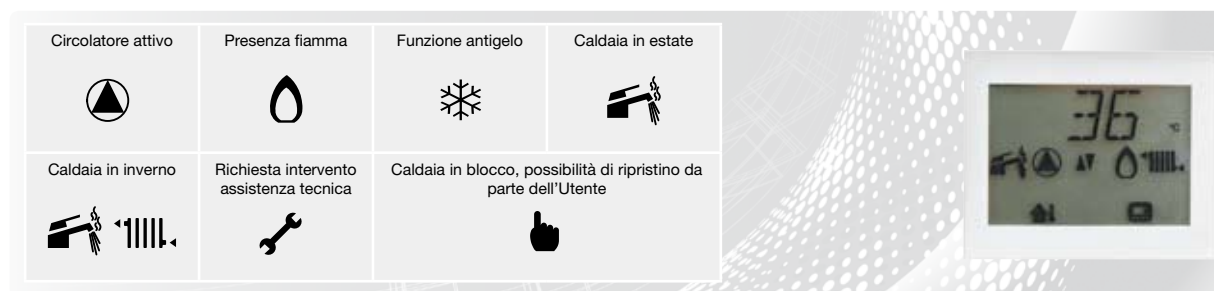 Circolatore attivo
Presenza fiamma
Funzione antigelo
Caldaia in estate
Caldaia in inverno
Richiesta intervento
assistenza tecnica
Caldaia in blocco, possibilità di ripristino da
parte dell'Utente
36
°C